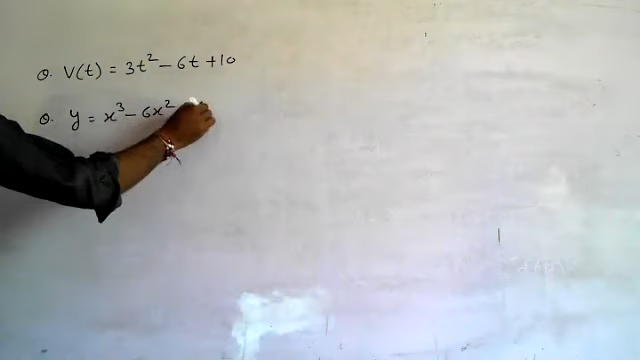 Q. V(t) = 3t² - 6t + 10
Q. y = x³ - 6x²